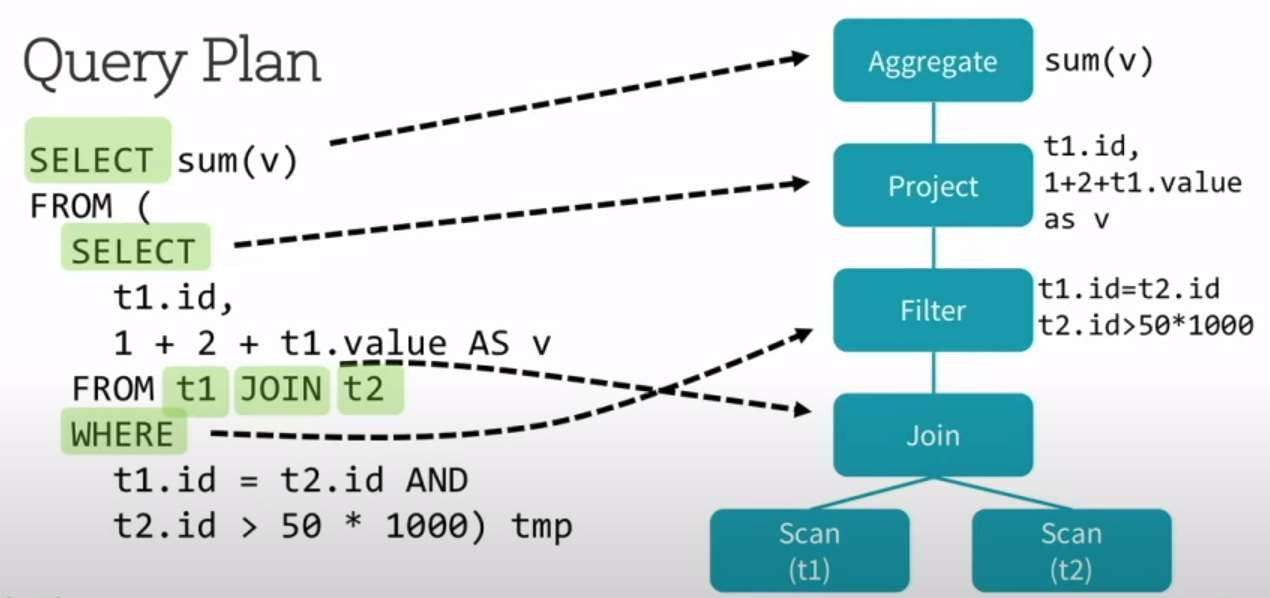 Query Plan
SELECT sum(v)
FROM (
SELECT
t1.id,
1 + 2 + t1.value AS v
FROM t1 JOIN t2
WHERE
t1.id = t2.id AND
t2.id > 50 * 1000) tmp
Aggregate
sum(v)
Project
t1.id,
1+2+t1.value
as v
Filter
t1.id=t2.id
t2.id>50*1000
Join
Scan
(t1)
Scan
(t2)